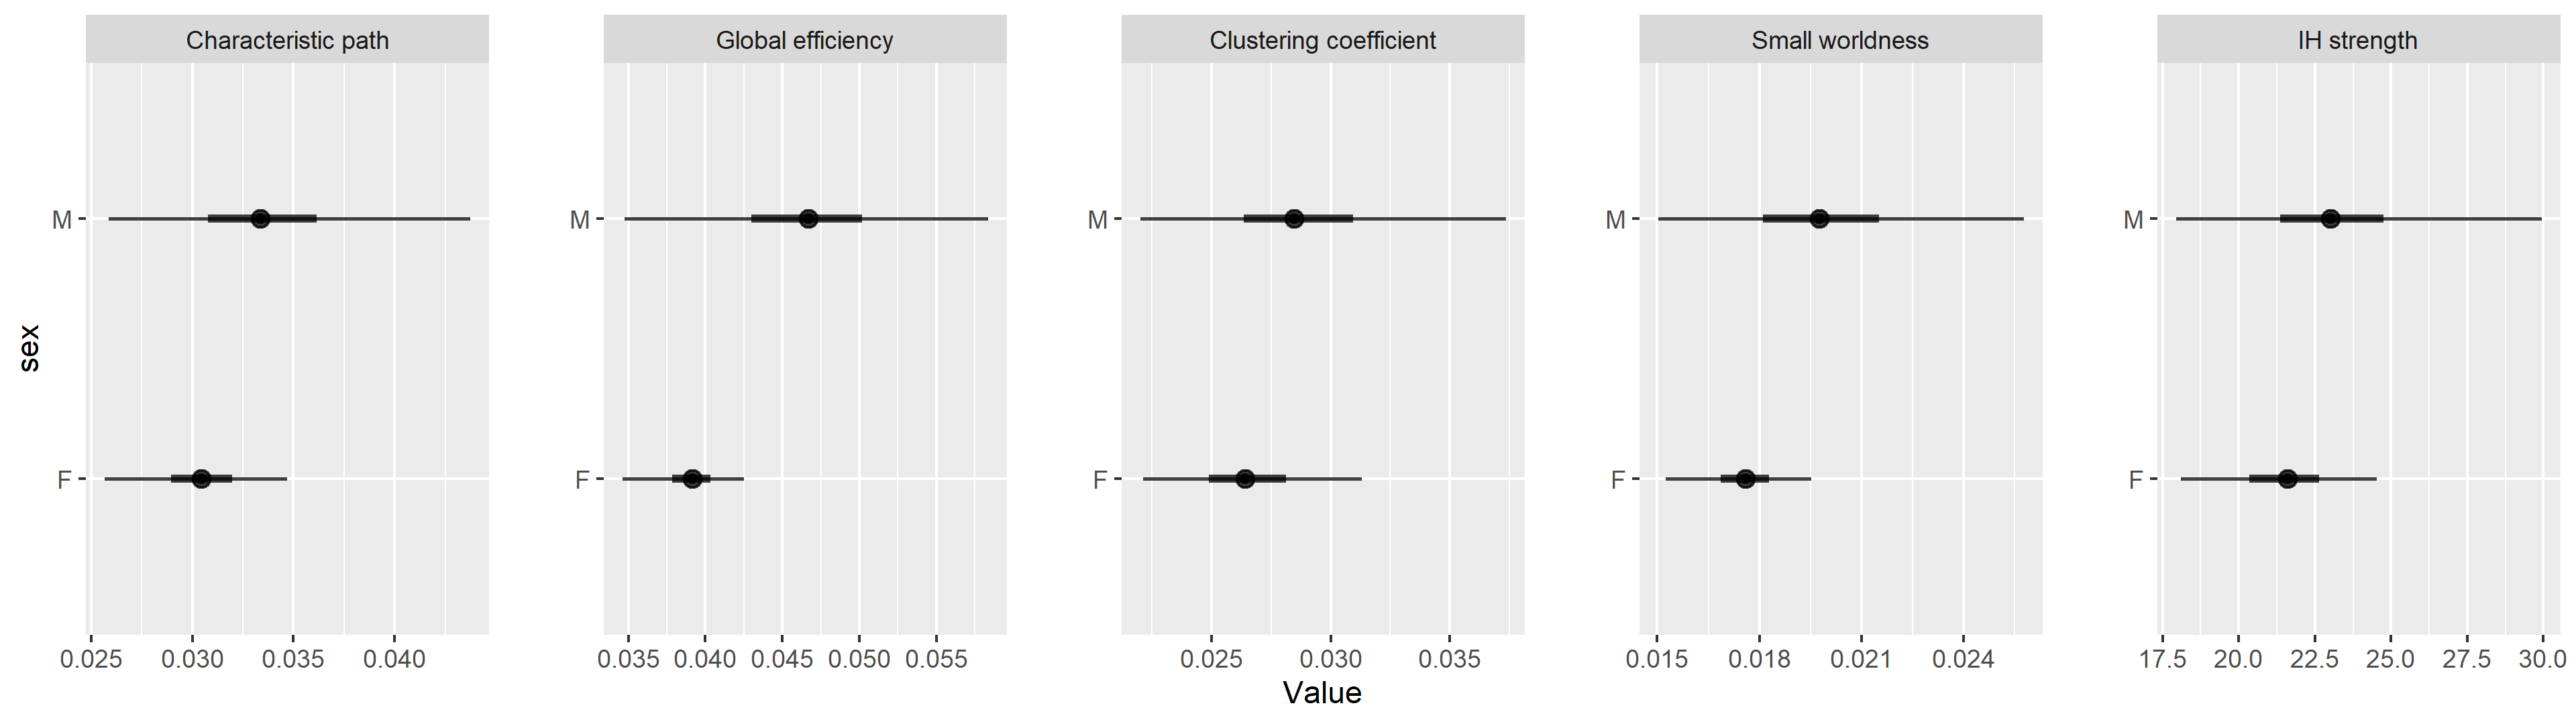 Characteristic path Global efficiency Clustering coefficient Small worldness IH strength
M M M M M
sex
F F F F F
0.025 0.030 0.035 0.040 0.035 0.040 0.045 0.050 0.055 0.025 0.030 0.035 0.015 0.018 0.021 0.024 17.5 20.0 22.5 25.0 27.5 30.0
Value